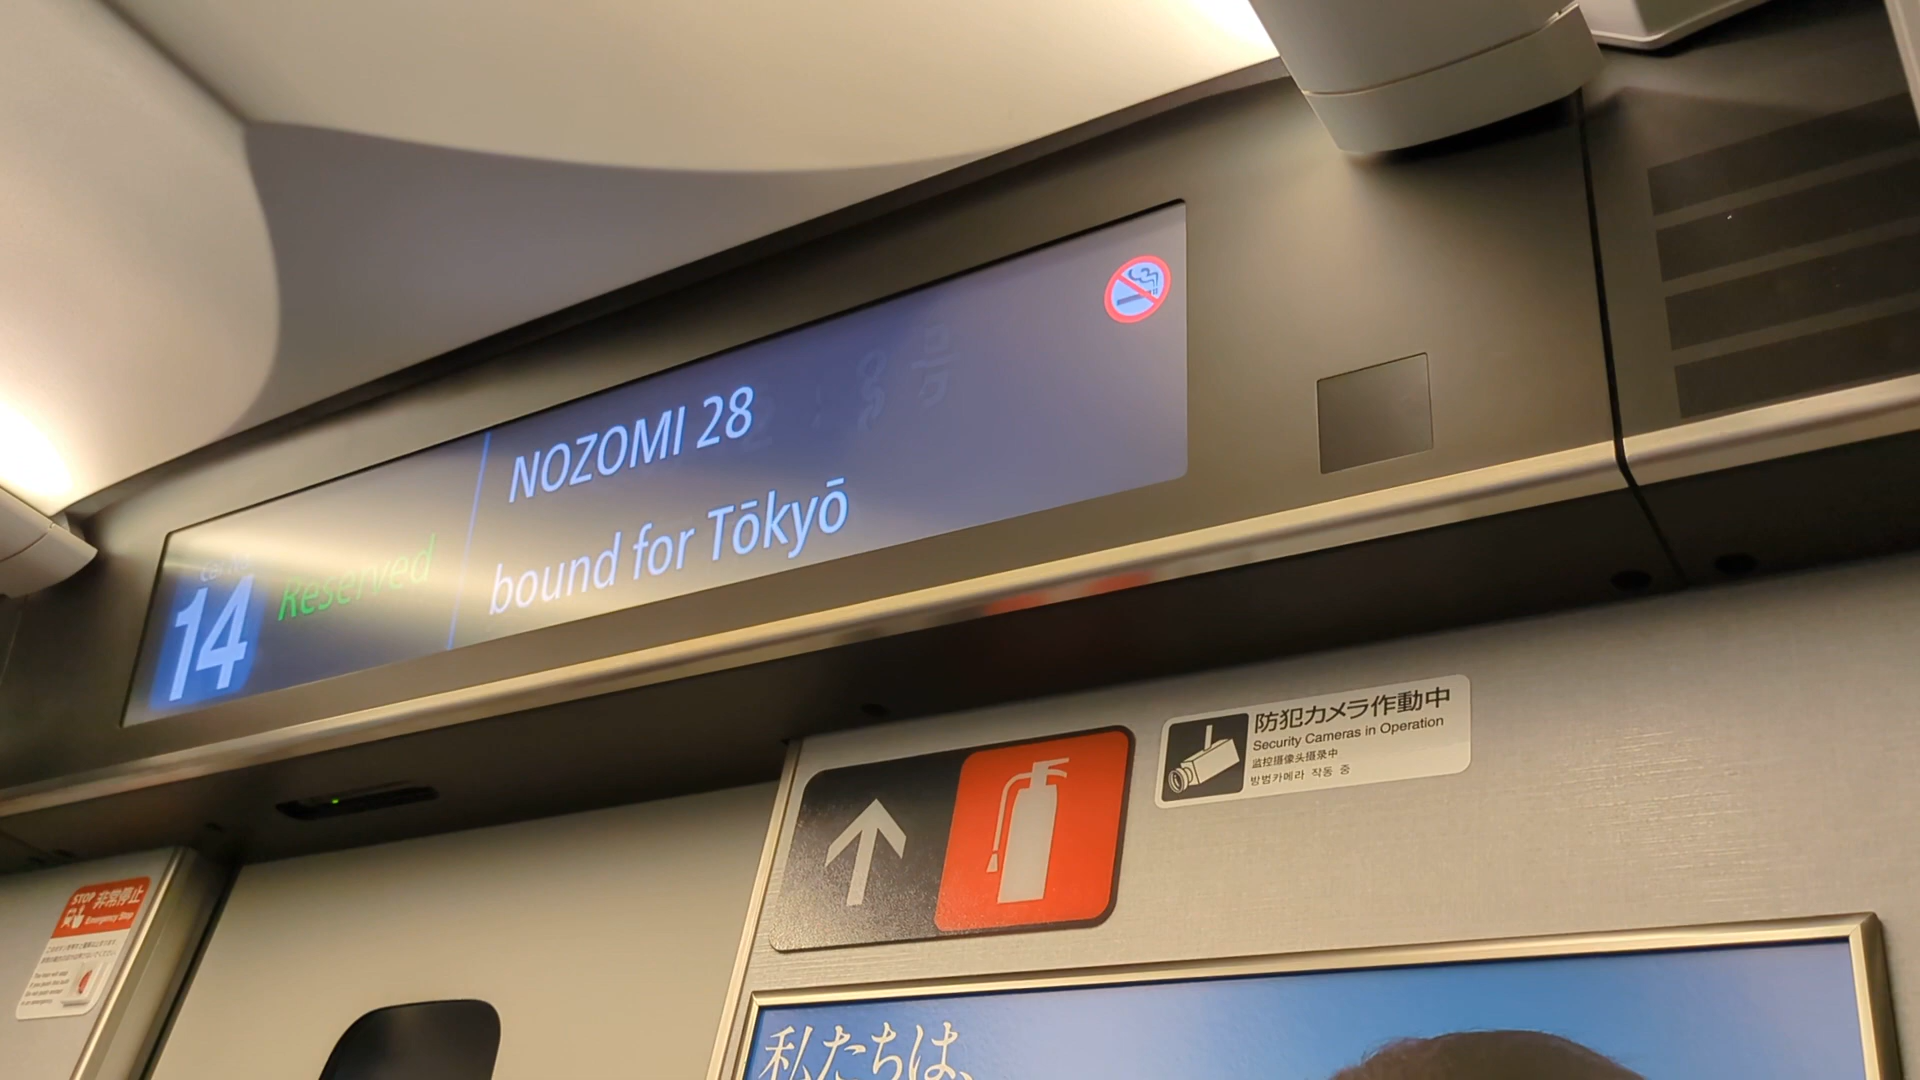 NOZOMI 28
bound for Tōkyō
Car No.
14
Reserved
防犯カメラ作動中
Security Cameras in Operation
监控摄像头摄录中
방범카메라 작동 중
STOP 非常停止
Emergency Stop
私たちは、